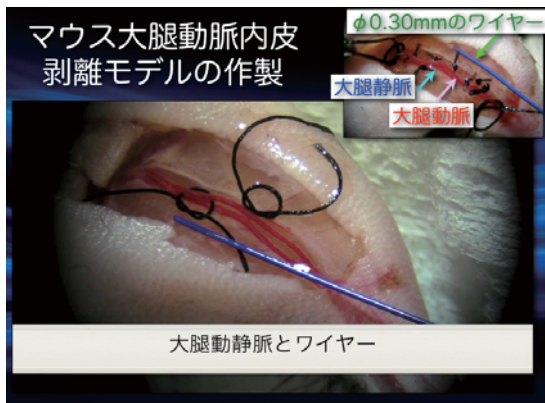 マウス大腿動脈内皮
剥離モデルの作製
φ0.30mmのワイヤー
大腿静脈
大腿動脈
大腿動静脈とワイヤー